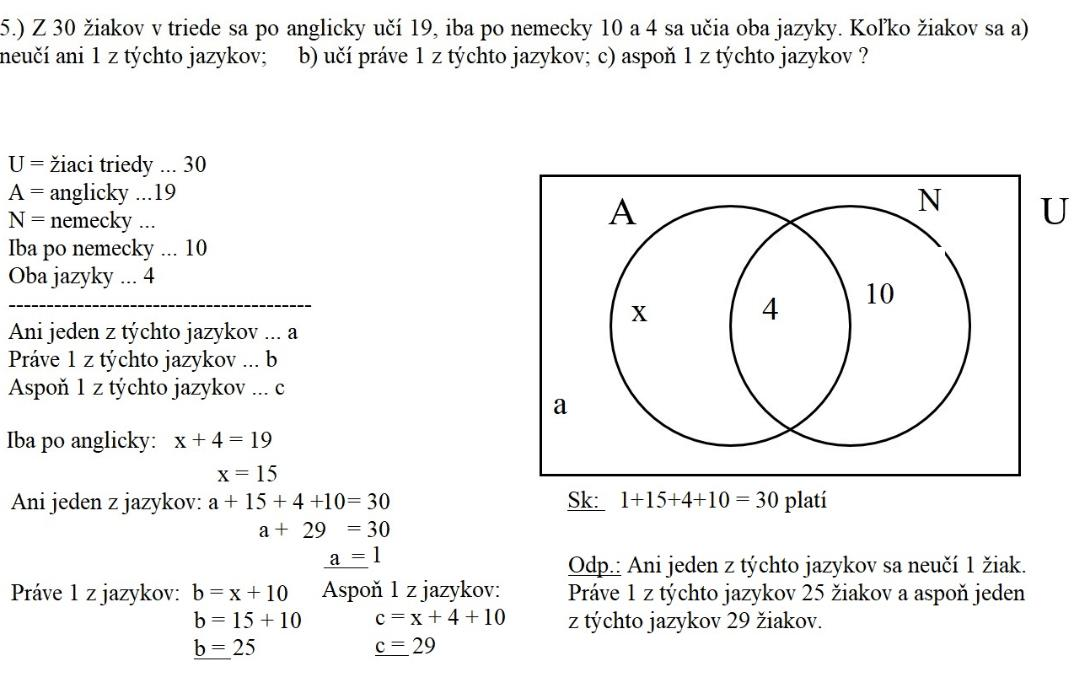 5.) Z 30 žiakov v triede sa po anglicky učí 19, iba po nemecky 10 a 4 sa učia oba jazyky. Koľko žiakov sa a)
neučí ani 1 z týchto jazykov; b) učí práve 1 z týchto jazykov; c) aspoň 1 z týchto jazykov ?
U = žiaci triedy ... 30
A = anglicky ...19
N = nemecky ...
Iba po nemecky ... 10
Oba jazyky ... 4
----------------------------------------
Ani jeden z týchto jazykov ... a
Práve 1 z týchto jazykov ... b
Aspoň 1 z týchto jazykov ... c
Iba po anglicky: x + 4 = 19
x = 15
Ani jeden z jazykov: a + 15 + 4 +10= 30
a + 29 = 30
a = 1
Práve 1 z jazykov: b = x + 10
b = 15 + 10
b = 25
Aspoň 1 z jazykov:
c = x + 4 + 10
c = 29
A
N
U
x
4
10
a
Sk: 1+15+4+10 = 30 platí
Odp.: Ani jeden z týchto jazykov sa neučí 1 žiak.
Práve 1 z týchto jazykov 25 žiakov a aspoň jeden
z týchto jazykov 29 žiakov.